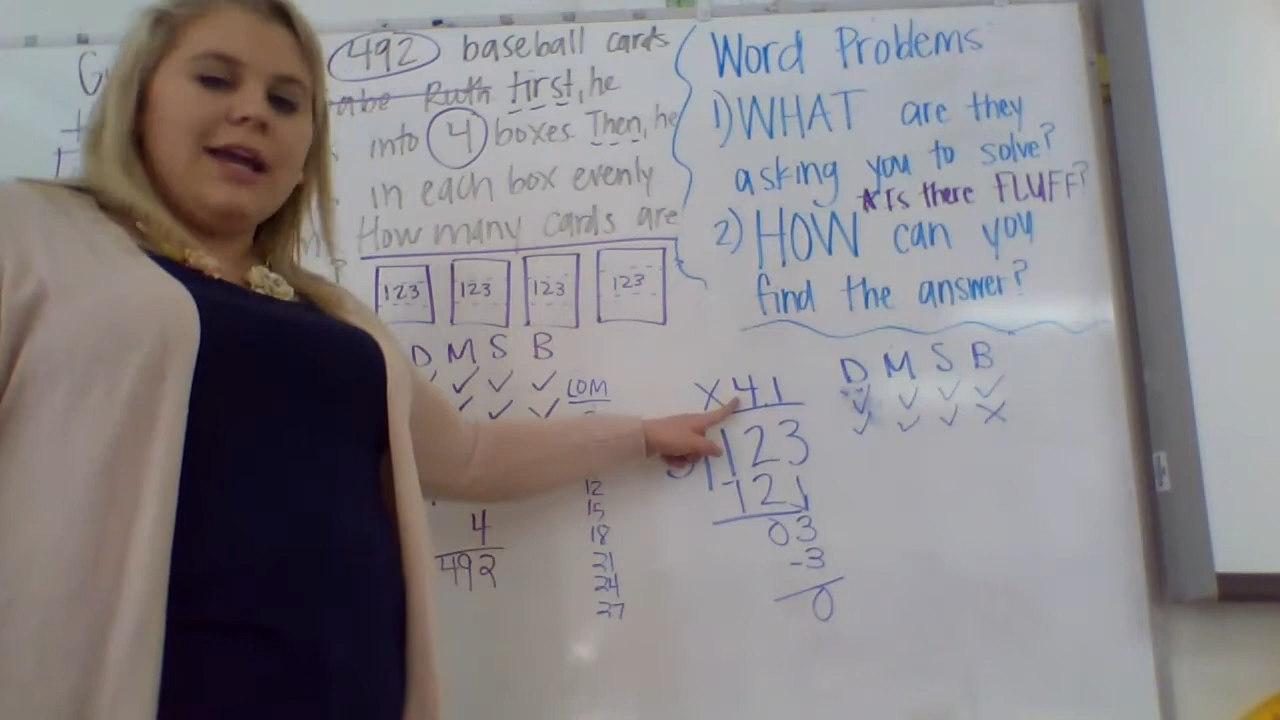 492 baseball cards
abe Ruth first, he
into 4 boxes. Then, he
in each box evenly
How many cards are
?
123 123 123 123
D M S B
LOM
12
15
18
21
24
27
4
492
Word Problems
1) WHAT are they
asking you to solve?
*Is there FLUFF?
2) HOW can you
find the answer?
X 41
123
-12↓
03
-3
0
D M S B
✓ ✓ ✓ ✓
✓ ✓ ✓ X